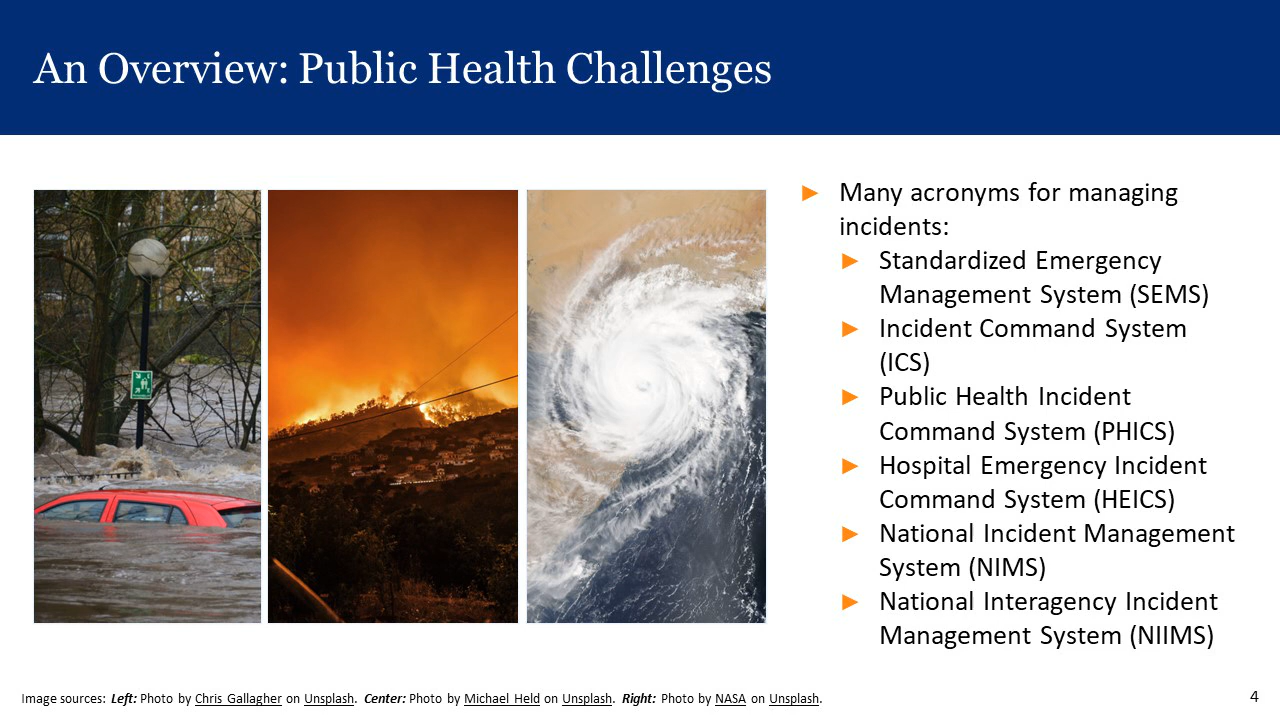 An Overview: Public Health Challenges
► Many acronyms for managing
incidents:
► Standardized Emergency
Management System (SEMS)
► Incident Command System
(ICS)
► Public Health Incident
Command System (PHICS)
► Hospital Emergency Incident
Command System (HEICS)
► National Incident Management
System (NIMS)
► National Interagency Incident
Management System (NIIMS)
Image sources: Left: Photo by Chris Gallagher on Unsplash. Center: Photo by Michael Held on Unsplash. Right: Photo by NASA on Unsplash.
4